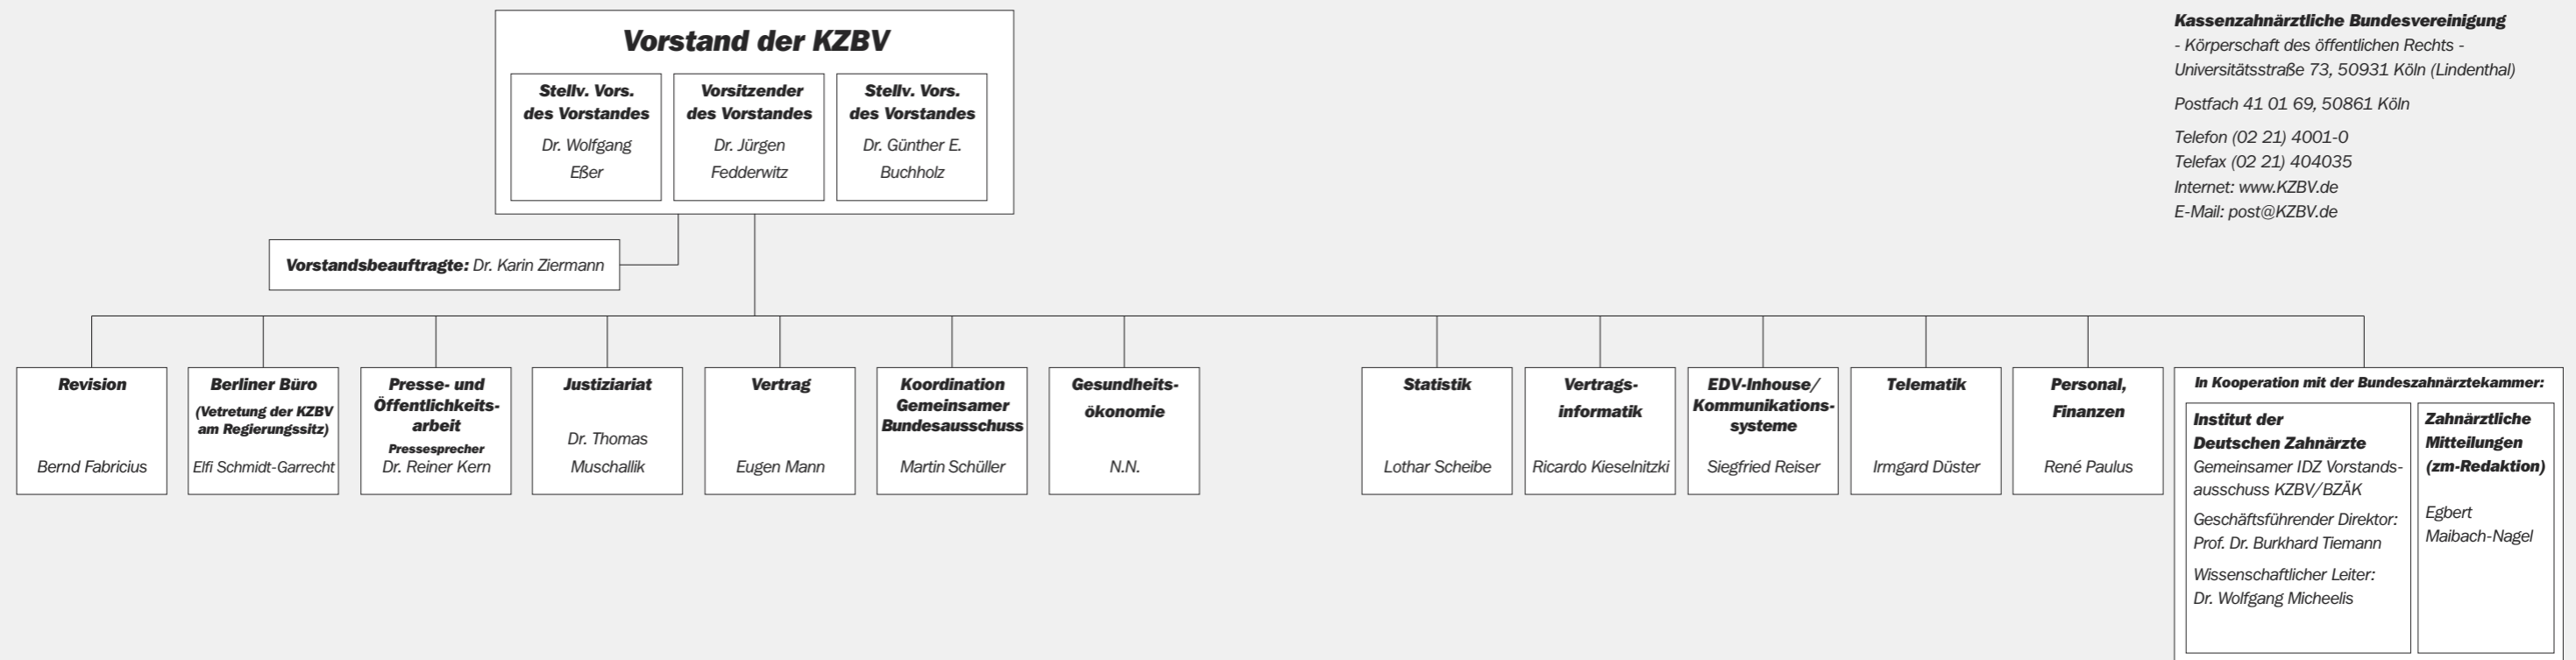 Vorstand der KZBV
Stellv. Vors.
des Vorstandes
Dr. Wolfgang
Eßer
Vorsitzender
des Vorstandes
Dr. Jürgen
Fedderwitz
Stellv. Vors.
des Vorstandes
Dr. Günther E.
Buchholz
Kassenzahnärztliche Bundesvereinigung
- Körperschaft des öffentlichen Rechts -
Universitätsstraße 73, 50931 Köln (Lindenthal)
Postfach 41 01 69, 50861 Köln
Telefon (02 21) 4001-0
Telefax (02 21) 404035
Internet: www.KZBV.de
E-Mail: post@KZBV.de
Vorstandsbeauftragte: Dr. Karin Ziermann
Revision
Bernd Fabricius
Berliner Büro
(Vetretung der KZBV
am Regierungssitz)
Elfi Schmidt-Garrecht
Presse- und
Öffentlichkeits-
arbeit
Pressesprecher
Dr. Reiner Kern
Justiziariat
Dr. Thomas
Muschallik
Vertrag
Eugen Mann
Koordination
Gemeinsamer
Bundesausschuss
Martin Schüller
Gesundheits-
ökonomie
N.N.
Statistik
Lothar Scheibe
Vertrags-
informatik
Ricardo Kieselnitzki
EDV-Inhouse/
Kommunikations-
systeme
Siegfried Reiser
Telematik
Irmgard Düster
Personal,
Finanzen
René Paulus
In Kooperation mit der Bundeszahnärztekammer:
Institut der
Deutschen Zahnärzte
Gemeinsamer IDZ Vorstands-
ausschuss KZBV/BZÄK
Geschäftsführender Direktor:
Prof. Dr. Burkhard Tiemann
Wissenschaftlicher Leiter:
Dr. Wolfgang Micheelis
Zahnärztliche
Mitteilungen
(zm-Redaktion)
Egbert
Maibach-Nagel